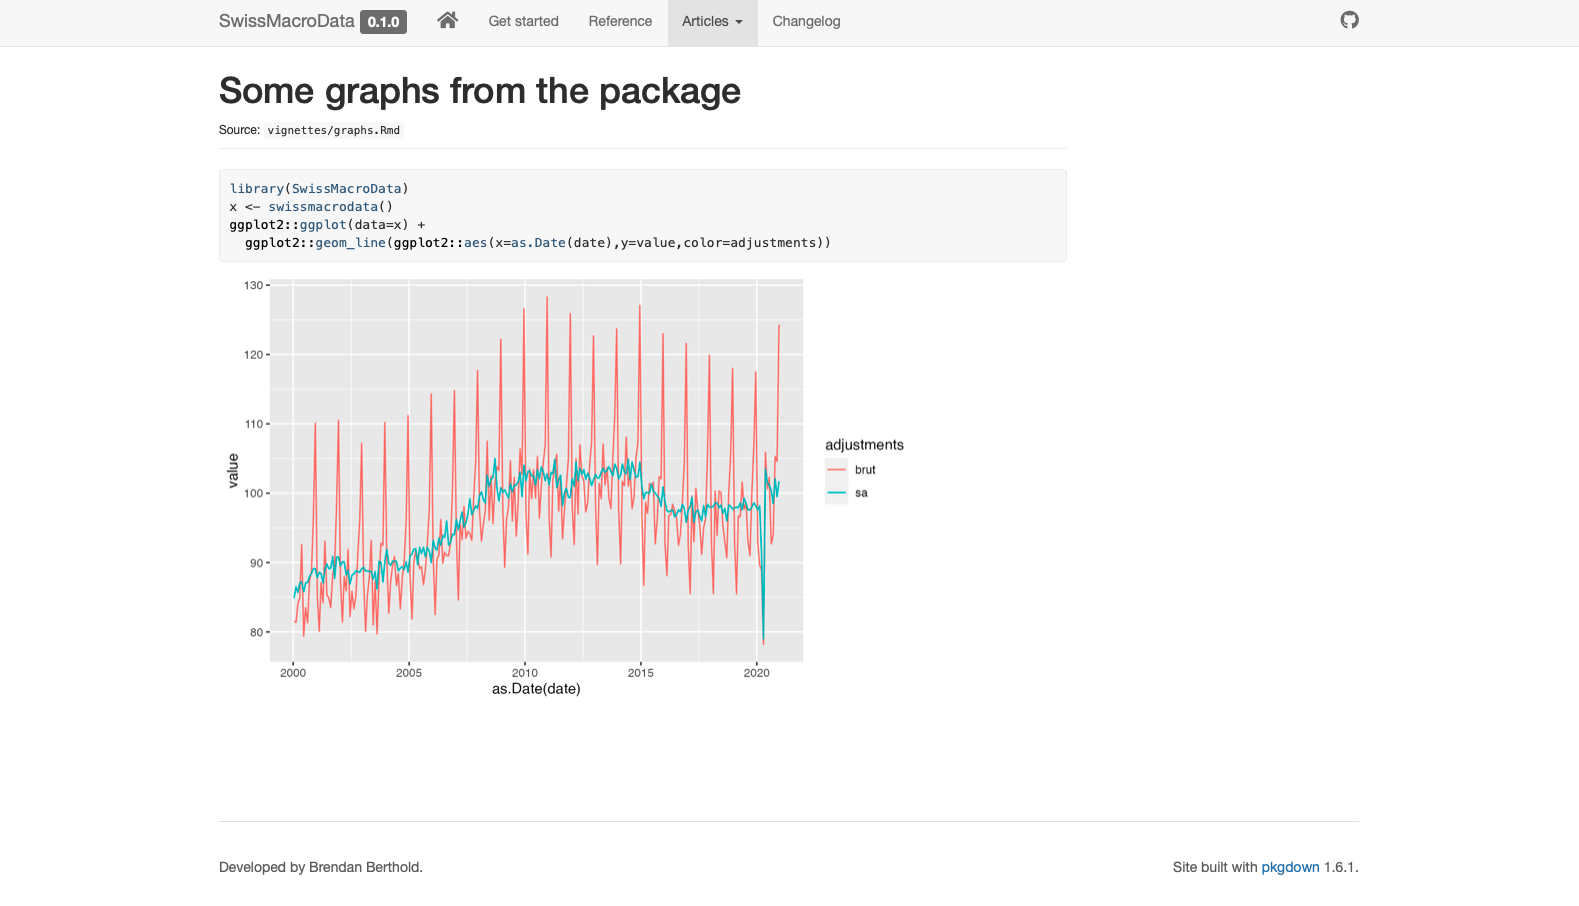 SwissMacroData 0.1.0 Get started Reference Articles Changelog
Some graphs from the package
Source: vignettes/graphs.Rmd
library(SwissMacroData)
x <- swissmacrodata()
ggplot2::ggplot(data=x) +
  ggplot2::geom_line(ggplot2::aes(x=as.Date(date),y=value,color=adjustments))
130
120
110
100
90
80
value
2000 2005 2010 2015 2020
as.Date(date)
adjustments
brut
sa
Developed by Brendan Berthold.
Site built with pkgdown 1.6.1.